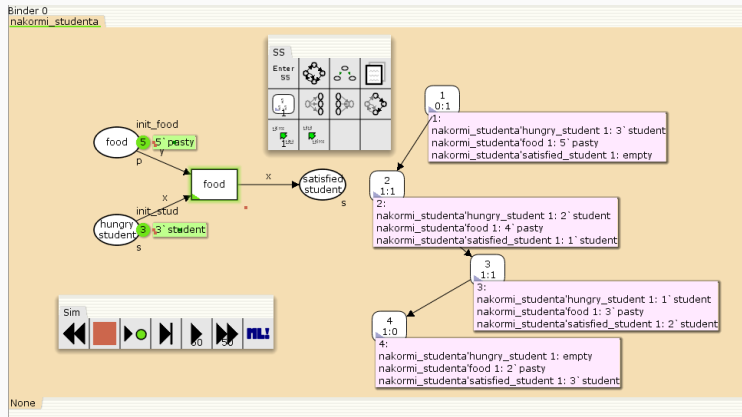 Binder 0
nakormi_studenta
SS
Enter
SS
1
init_food
food
5
5`pasty
y
p
food
x
satisfied
student
s
x
init_stud
hungry
student
3
3`student
s
1
0:1
1:
nakormi_studenta'hungry_student 1: 3`student
nakormi_studenta'food 1: 5`pasty
nakormi_studenta'satisfied_student 1: empty
2
1:1
2:
nakormi_studenta'hungry_student 1: 2`student
nakormi_studenta'food 1: 4`pasty
nakormi_studenta'satisfied_student 1: 1`student
3
1:1
3:
nakormi_studenta'hungry_student 1: 1`student
nakormi_studenta'food 1: 3`pasty
nakormi_studenta'satisfied_student 1: 2`student
4
1:0
4:
nakormi_studenta'hungry_student 1: empty
nakormi_studenta'food 1: 2`pasty
nakormi_studenta'satisfied_student 1: 3`student
Sim
50
ML!
None